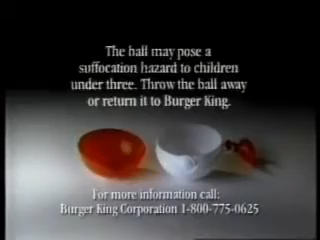 The ball may pose a
suffocation hazard to children
under three. Throw the ball away
or return it to Burger King.
For more information call:
Burger King Corporation 1-800-775-0625